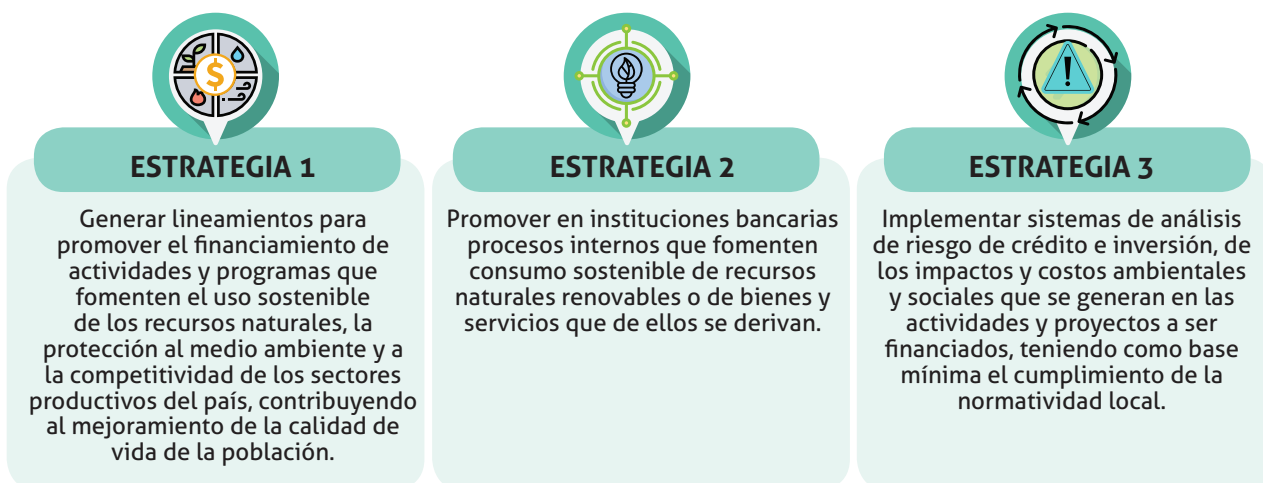 ESTRATEGIA 1
Generar lineamientos para
promover el financiamiento de
actividades y programas que
fomenten el uso sostenible
de los recursos naturales, la
protección al medio ambiente y a
la competitividad de los sectores
productivos del país, contribuyendo
al mejoramiento de la calidad de
vida de la población.
ESTRATEGIA 2
Promover en instituciones bancarias
procesos internos que fomenten
consumo sostenible de recursos
naturales renovables o de bienes y
servicios que de ellos se derivan.
ESTRATEGIA 3
Implementar sistemas de análisis
de riesgo de crédito e inversión, de
los impactos y costos ambientales
y sociales que se generan en las
actividades y proyectos a ser
financiados, teniendo como base
mínima el cumplimiento de la
normatividad local.